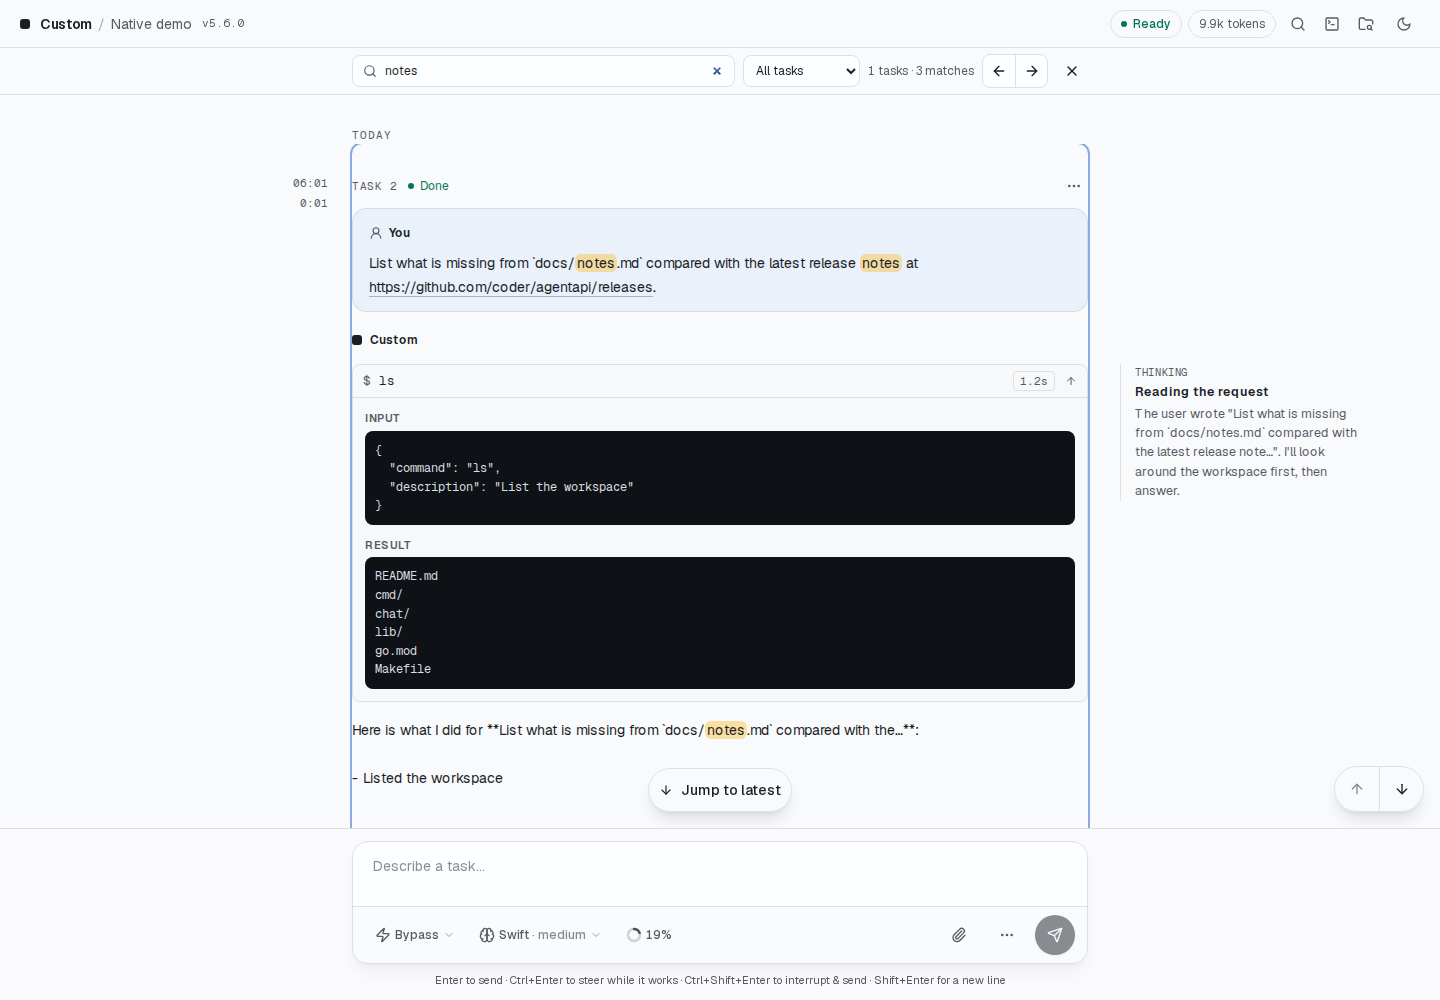 Custom / Native demo v5.6.0
Ready
9.9k tokens
notes
All tasks
1 tasks · 3 matches
TODAY
06:01
0:01
TASK 2
Done
You
List what is missing from `docs/notes.md` compared with the latest release notes at
https://github.com/coder/agentapi/releases.
Custom
$ ls
1.2s
INPUT
{
"command": "ls",
"description": "List the workspace"
}
RESULT
README.md
cmd/
chat/
lib/
go.mod
Makefile
THINKING
Reading the request
The user wrote "List what is missing
from `docs/notes.md` compared with
the latest release note…". I'll look
around the workspace first, then
answer.
Here is what I did for **List what is missing from `docs/notes.md` compared with the…**:
- Listed the workspace
Jump to latest
Describe a task…
Bypass
Swift · medium
19%
Enter to send · Ctrl+Enter to steer while it works · Ctrl+Shift+Enter to interrupt & send · Shift+Enter for a new line